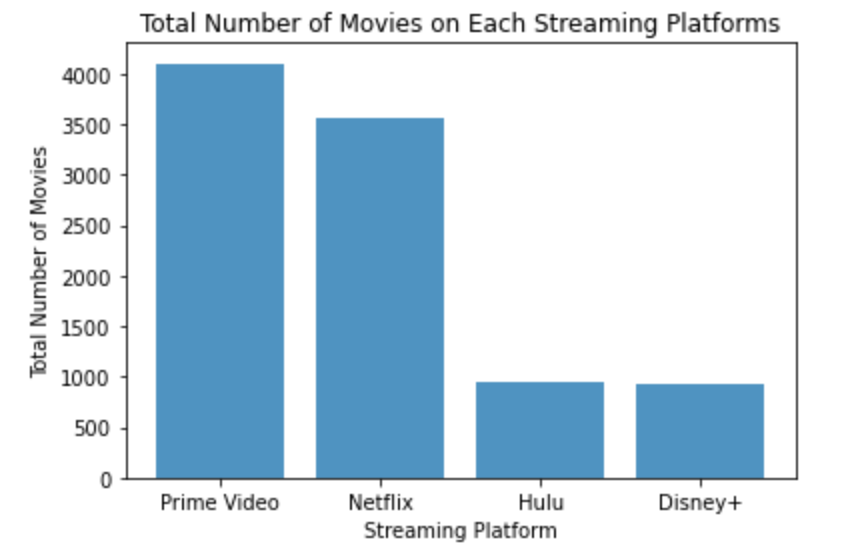 Total Number of Movies on Each Streaming Platforms
Total Number of Movies
4000
3500
3000
2500
2000
1500
1000
500
0
Prime Video Netflix Hulu Disney+
Streaming Platform